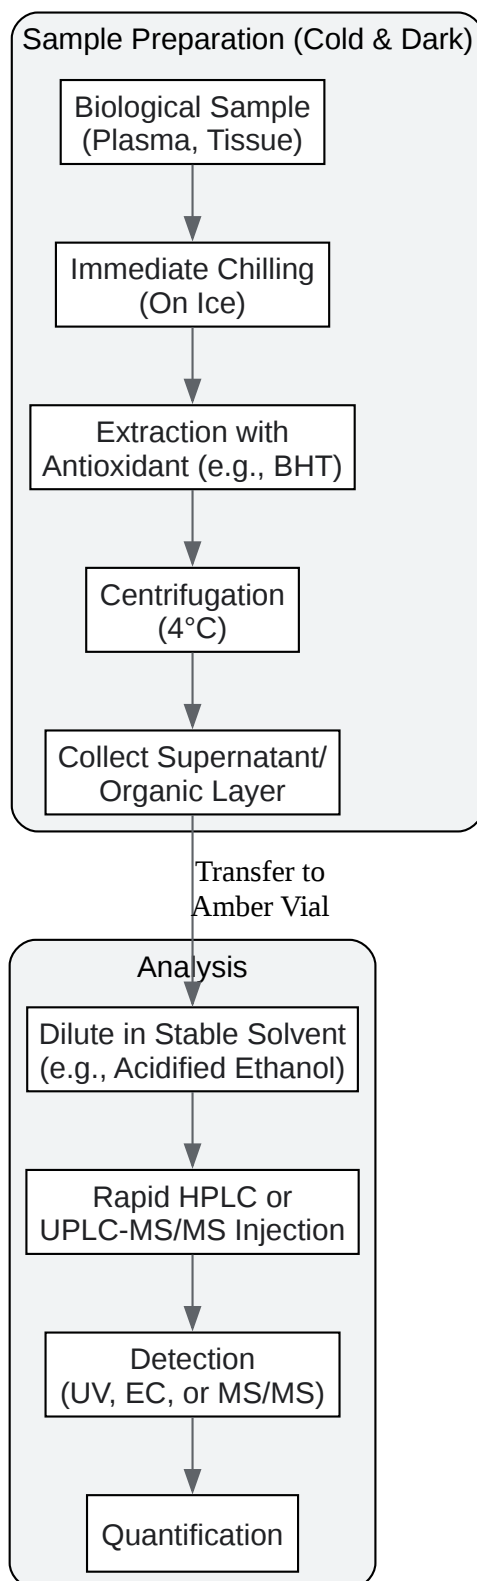 Sample Preparation (Cold & Dark)
Biological Sample
(Plasma, Tissue)
Immediate Chilling
(On Ice)
Extraction with
Antioxidant (e.g., BHT)
Centrifugation
(4°C)
Collect Supernatant/
Organic Layer
Transfer to
Amber Vial
Analysis
Dilute in Stable Solvent
(e.g., Acidified Ethanol)
Rapid HPLC or
UPLC-MS/MS Injection
Detection
(UV, EC, or MS/MS)
Quantification